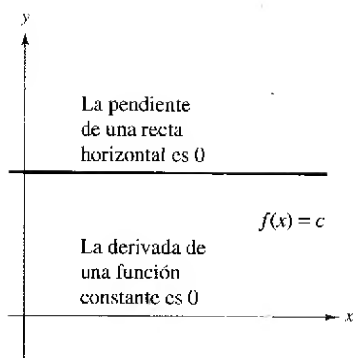 y
La pendiente
de una recta
horizontal es 0
f(x) = c
La derivada de
una función
constante es 0
x